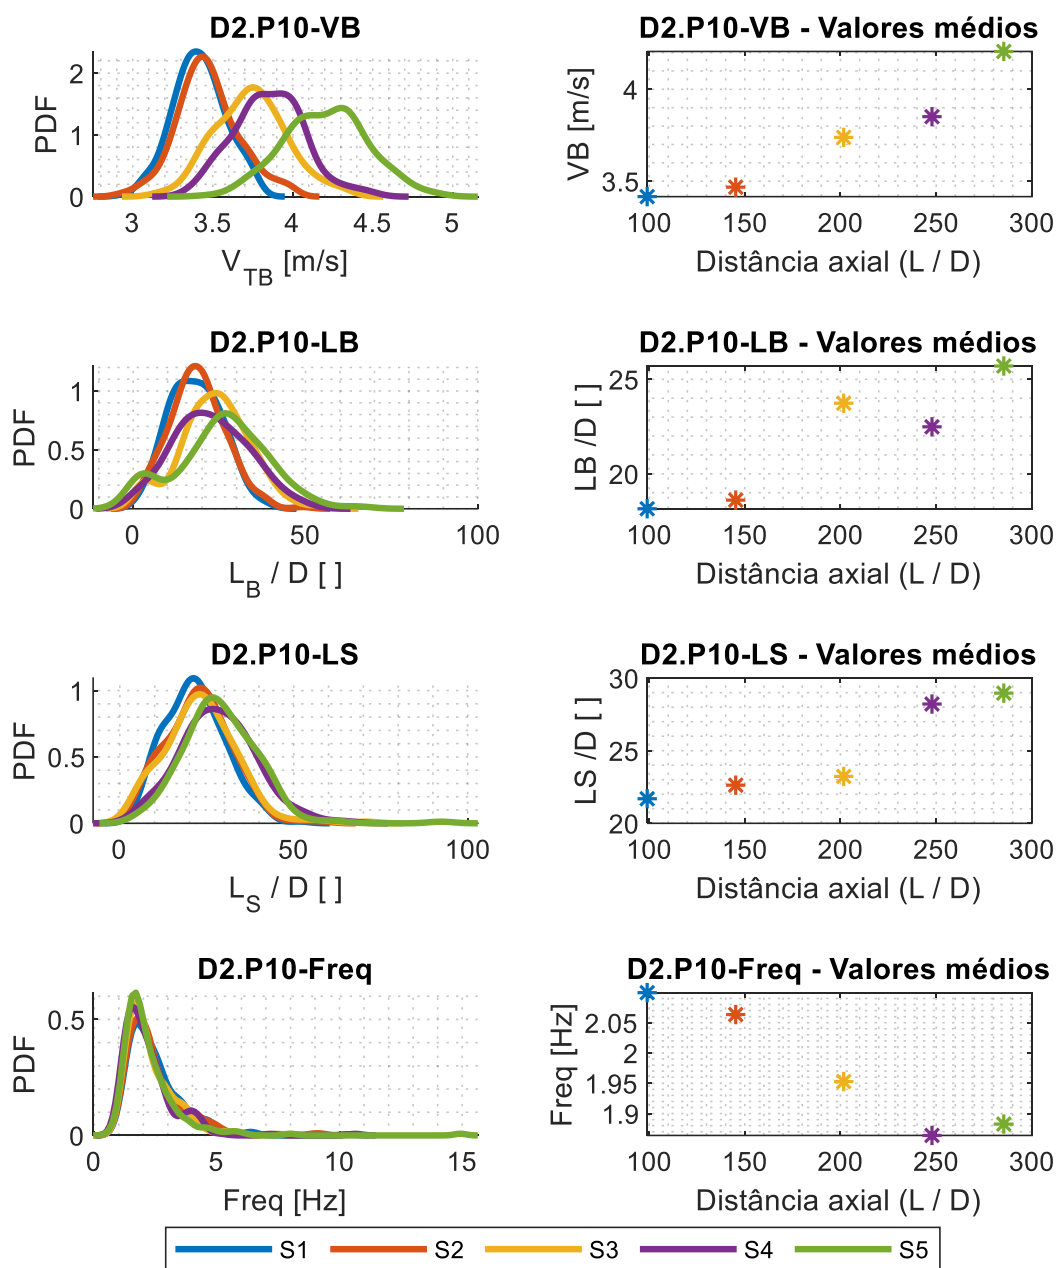 D2.P10-VB
PDF
0
1
2
3
3.5
4
4.5
5
V_TB [m/s]
D2.P10-VB - Valores médios
VB [m/s]
3.5
4
100
150
200
250
300
Distância axial (L / D)
D2.P10-LB
PDF
0
0.5
1
0
50
100
L_B / D [ ]
D2.P10-LB - Valores médios
LB /D [ ]
20
25
100
150
200
250
300
Distância axial (L / D)
D2.P10-LS
PDF
0
0.5
1
0
50
100
L_S / D [ ]
D2.P10-LS - Valores médios
LS /D [ ]
20
25
30
100
150
200
250
300
Distância axial (L / D)
D2.P10-Freq
PDF
0
0.5
0
5
10
15
Freq [Hz]
D2.P10-Freq - Valores médios
Freq [Hz]
1.9
1.95
2
2.05
100
150
200
250
300
Distância axial (L / D)
S1
S2
S3
S4
S5